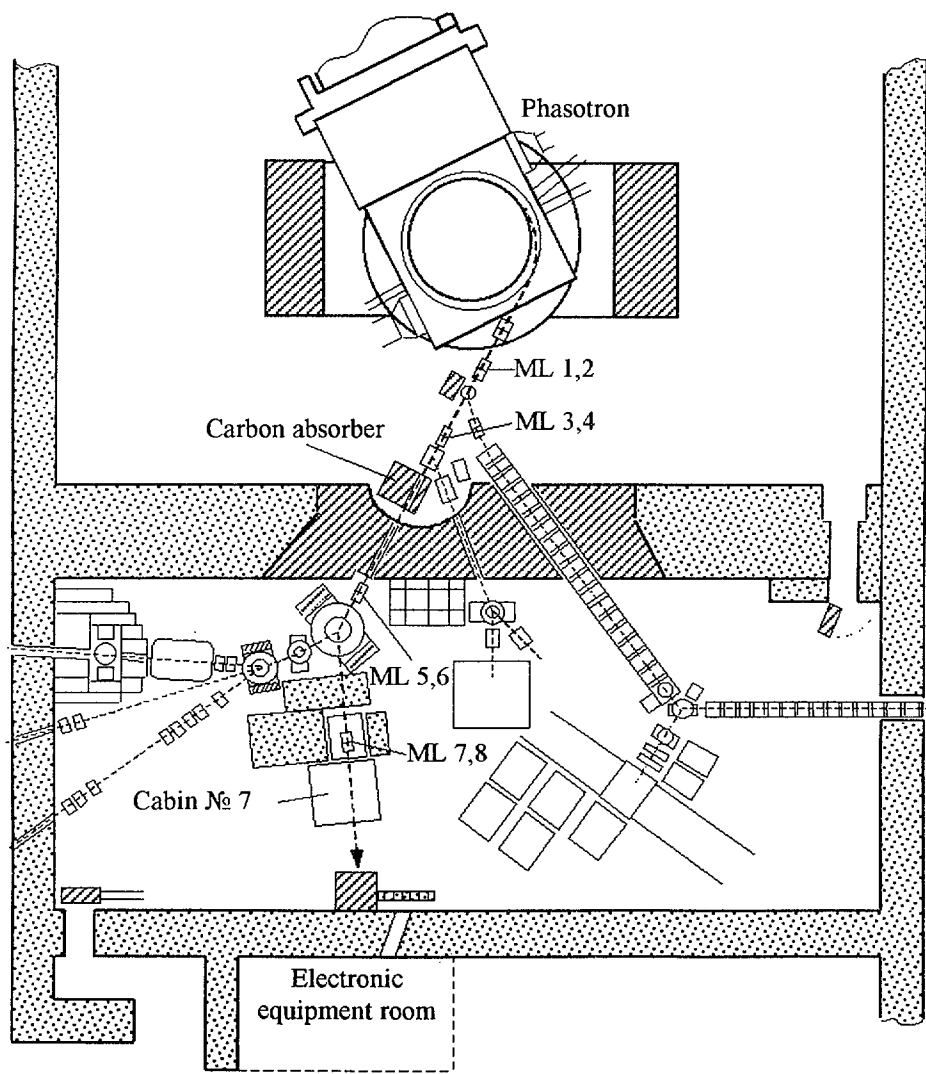 Phasotron
ML 1,2
ML 3,4
Carbon absorber
ML 5,6
ML 7,8
Cabin № 7
Electronic
equipment room